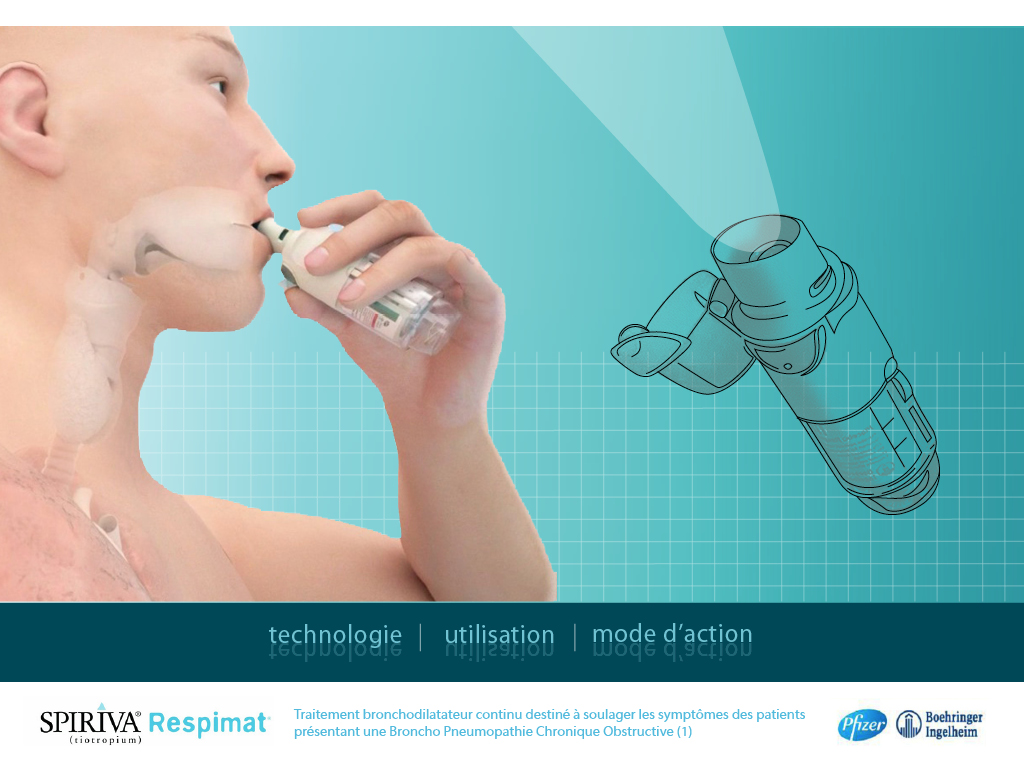 technologie | utilisation | mode d'action
SPIRIVA® Respimat®
(tiotropium)
Traitement bronchodilatateur continu destiné à soulager les symptômes des patients
présentant une Broncho Pneumopathie Chronique Obstructive (1)
Pfizer
Boehringer
Ingelheim